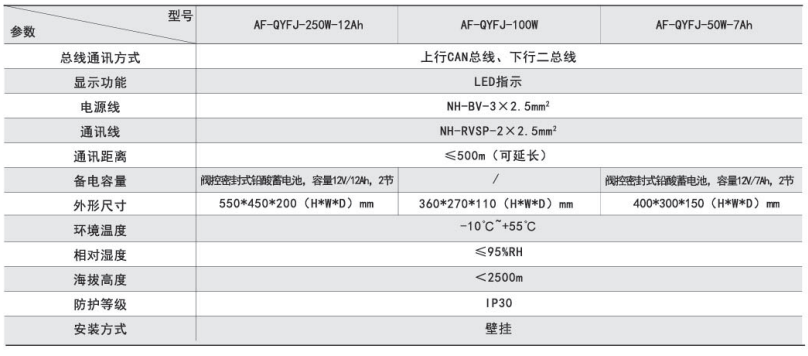 型号
参数
AF-QYFJ-250W-12Ah AF-QYFJ-100W AF-QYFJ-50W-7Ah
总线通讯方式 上行CAN总线、下行二总线
显示功能 LED指示
电源线 NH-BV-3×2.5mm²
通讯线 NH-RVSP-2×2.5mm²
通讯距离 ≤500m（可延长）
备电容量 阀控密封式铅酸蓄电池，容量12V/12Ah，2节 / 阀控密封式铅酸蓄电池，容量12V/7Ah，2节
外形尺寸 550*450*200（H*W*D）mm 360*270*110（H*W*D）mm 400*300*150（H*W*D）mm
环境温度 -10℃~+55℃
相对湿度 ≤95%RH
海拔高度 ＜2500m
防护等级 IP30
安装方式 壁挂